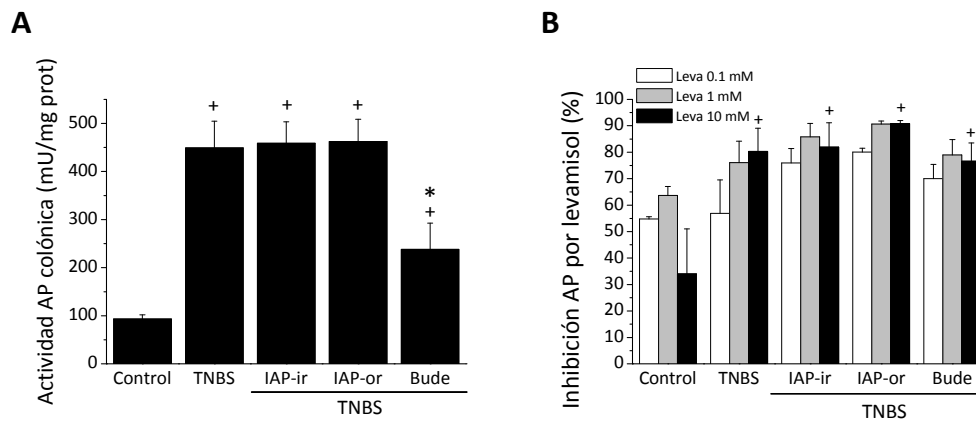 A
Actividad AP colónica (mU/mg prot)
500
400
300
200
100
0
+
+
+
*
+
Control
TNBS
IAP-ir
IAP-or
Bude
TNBS
B
Inhibición AP por levamisol (%)
Leva 0.1 mM
Leva 1 mM
Leva 10 mM
100
90
80
70
60
50
40
30
20
10
0
+
+
+
+
Control
TNBS
IAP-ir
IAP-or
Bude
TNBS